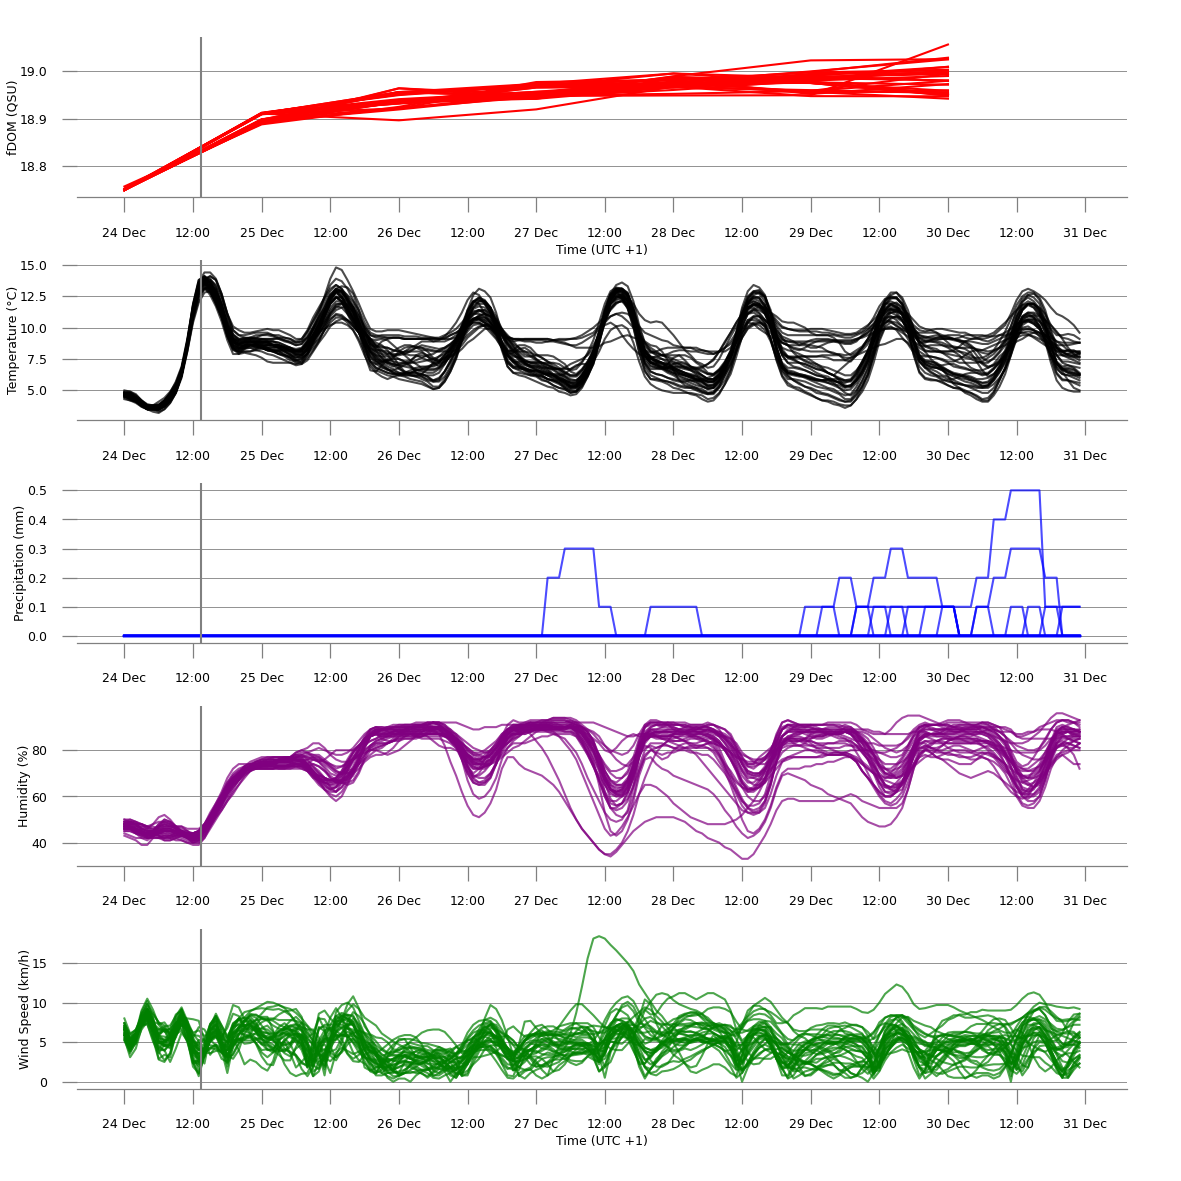 fDOM (QSU)
19.0
18.9
18.8
24 Dec 12:00 25 Dec 12:00 26 Dec 12:00 27 Dec 12:00 28 Dec 12:00 29 Dec 12:00 30 Dec 12:00 31 Dec
Time (UTC +1)
Temperature (°C)
15.0
12.5
10.0
7.5
5.0
24 Dec 12:00 25 Dec 12:00 26 Dec 12:00 27 Dec 12:00 28 Dec 12:00 29 Dec 12:00 30 Dec 12:00 31 Dec
Precipitation (mm)
0.5
0.4
0.3
0.2
0.1
0.0
24 Dec 12:00 25 Dec 12:00 26 Dec 12:00 27 Dec 12:00 28 Dec 12:00 29 Dec 12:00 30 Dec 12:00 31 Dec
Humidity (%)
80
60
40
24 Dec 12:00 25 Dec 12:00 26 Dec 12:00 27 Dec 12:00 28 Dec 12:00 29 Dec 12:00 30 Dec 12:00 31 Dec
Wind Speed (km/h)
15
10
5
0
24 Dec 12:00 25 Dec 12:00 26 Dec 12:00 27 Dec 12:00 28 Dec 12:00 29 Dec 12:00 30 Dec 12:00 31 Dec
Time (UTC +1)